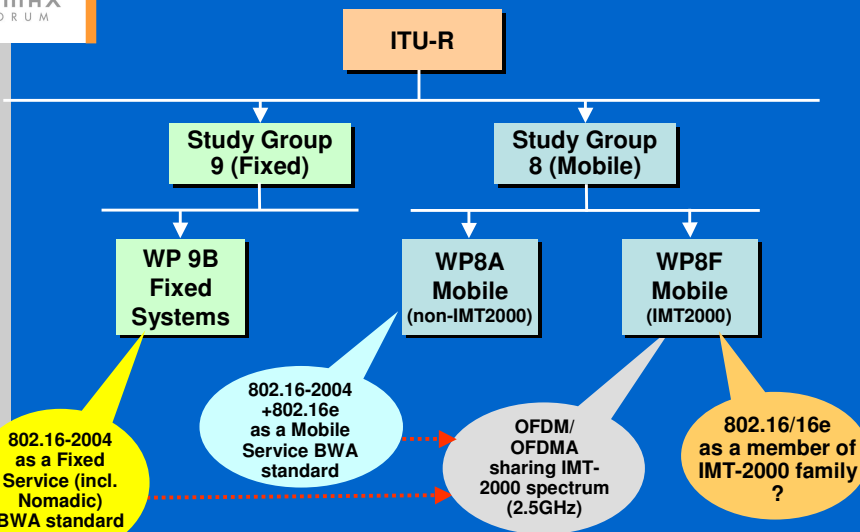 FORUM
ITU-R
Study Group
9 (Fixed)
Study Group
8 (Mobile)
WP 9B
Fixed
Systems
WP8A
Mobile
(non-IMT2000)
WP8F
Mobile
(IMT2000)
802.16-2004
as a Fixed
Service (incl.
Nomadic)
BWA standard
802.16-2004
+802.16e
as a Mobile
Service BWA
standard
OFDM/
OFDMA
sharing IMT-
2000 spectrum
(2.5GHz)
802.16/16e
as a member of
IMT-2000 family
?